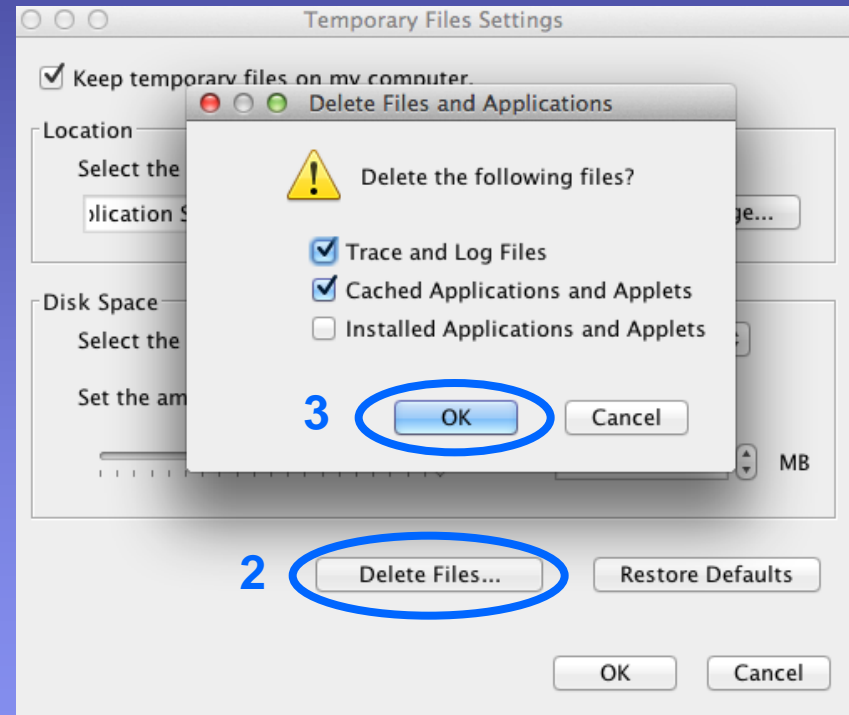 Temporary Files Settings
Keep temporary files on my computer.
Delete Files and Applications
Location
Select the
Delete the following files?
plication
Trace and Log Files
Cached Applications and Applets
Disk Space
Installed Applications and Applets
Select the
Set the am
3
OK
Cancel
MB
2
Delete Files...
Restore Defaults
OK
Cancel